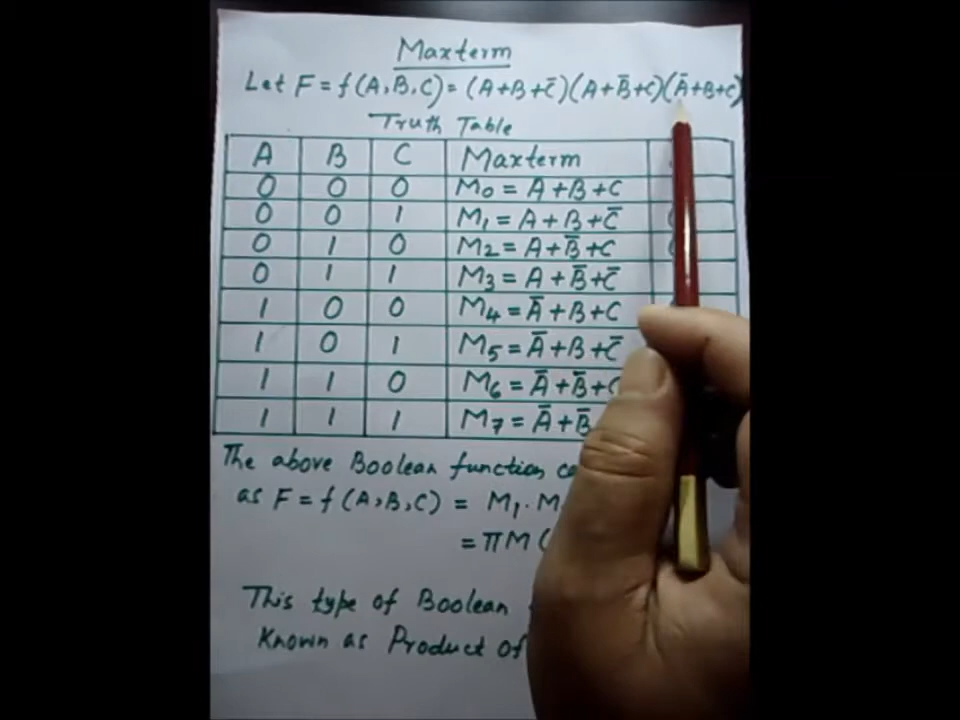 Maxterm
Let F = f(A, B, C) = (A+B+C̅)(A+B̅+C)(A̅+B+C)
Truth Table
A B C Maxterm
0 0 0 M₀ = A+B+C
0 0 1 M₁ = A+B+C̅
0 1 0 M₂ = A+B̅+C
0 1 1 M₃ = A+B̅+C̅
1 0 0 M₄ = A̅+B+C
1 0 1 M₅ = A̅+B+C̅
1 1 0 M₆ = A̅+B̅+C
1 1 1 M₇ = A̅+B̅
The above Boolean function
as F = f(A, B, C) = M₁. M
= πM (
This type of Boolean
Known as Product of